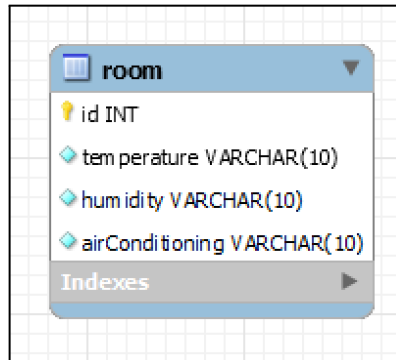 room
id INT
temperature VARCHAR(10)
humidity VARCHAR(10)
airConditioning VARCHAR(10)
Indexes